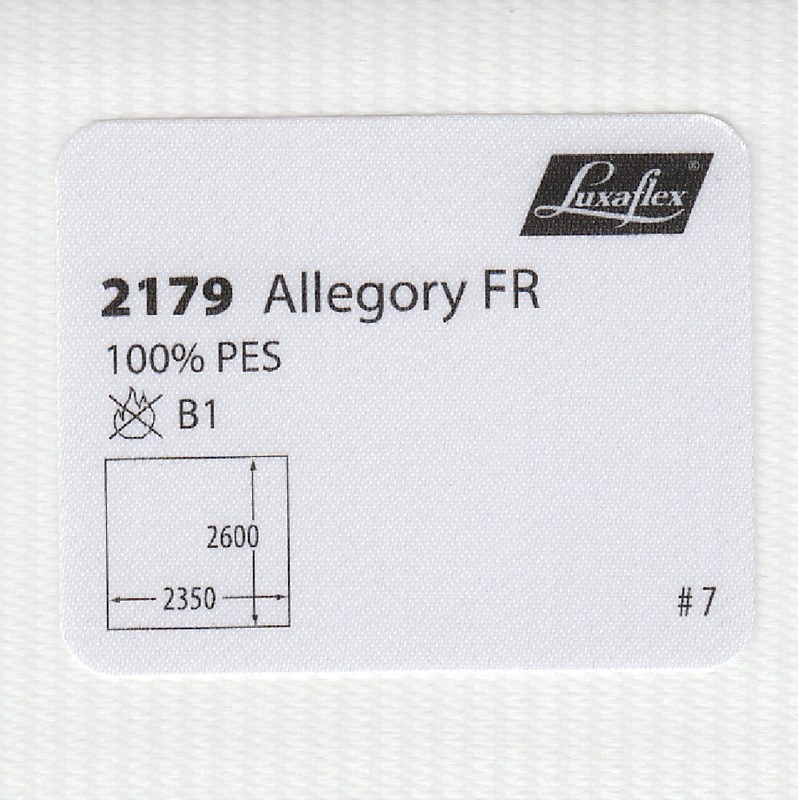 Luxaflex®
2179 Allegory FR
100% PES
B1
2600
2350
# 7